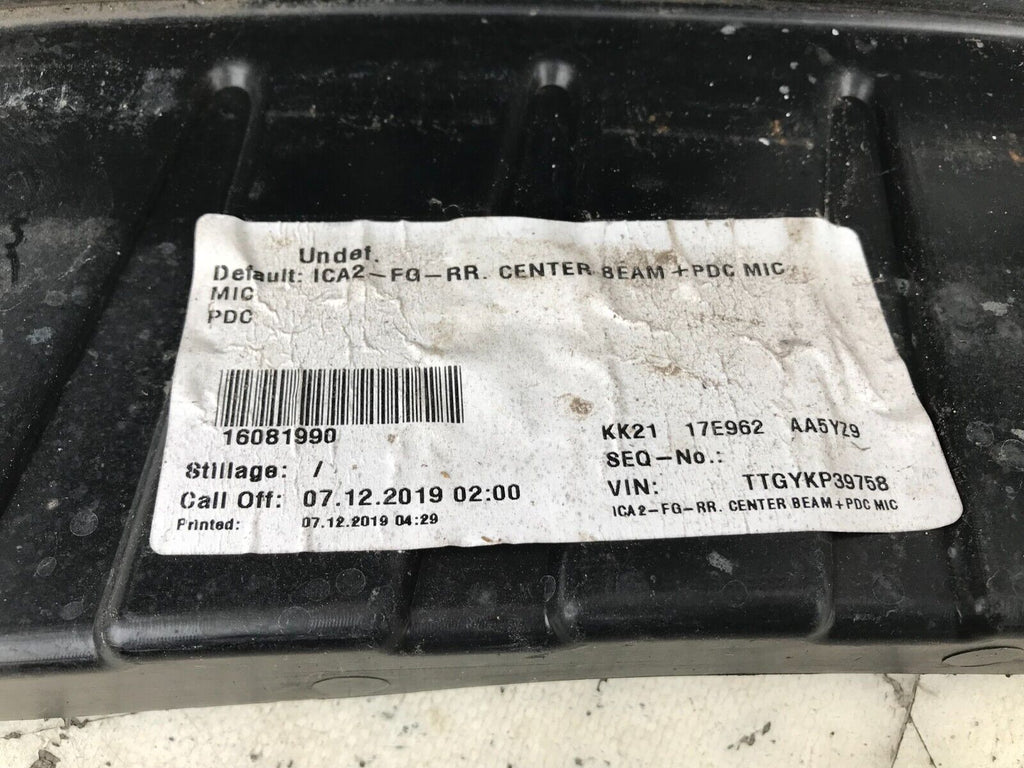 Undef.
Default: ICA2-FG-RR. CENTER BEAM +PDC MIC
MIC
PDC
16081990
Stillage: /
Call Off: 07.12.2019 02:00
Printed: 07.12.2019 04:29
KK21 17E962 AA5YZ9
SEQ-No.:
VIN: TTGYKP39758
ICA2-FG-RR. CENTER BEAM+PDC MIC